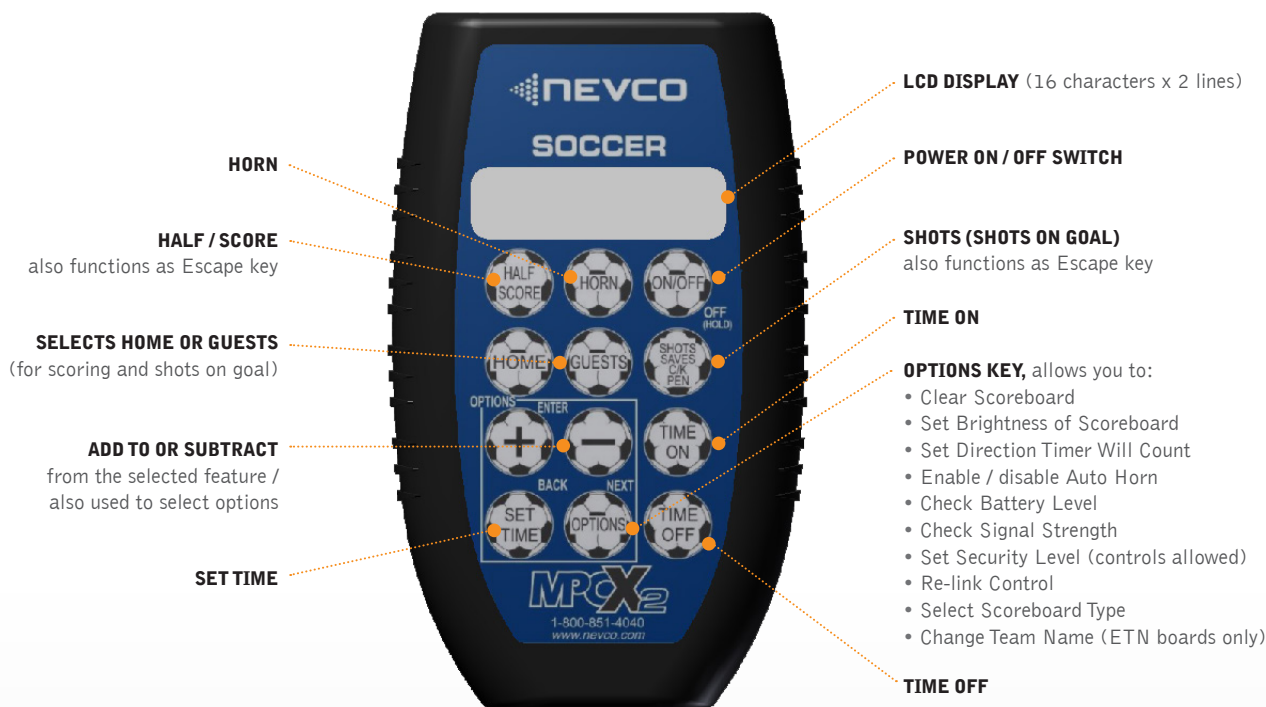 NEVCO
SOCCER
HORN
HALF / SCORE
also functions as Escape key
SELECTS HOME OR GUESTS
(for scoring and shots on goal)
ADD TO OR SUBTRACT
from the selected feature /
also used to select options
SET TIME
HALF
SCORE
HORN
ON/OFF
OFF
(HOLD)
HOME
GUESTS
SHOTS
SAVES
C/K
PEN
OPTIONS
ENTER
+
−
TIME
ON
BACK
NEXT
SET
TIME
OPTIONS
TIME
OFF
MPCX2
1-800-851-4040
www.nevco.com
LCD DISPLAY (16 characters x 2 lines)
POWER ON / OFF SWITCH
SHOTS (SHOTS ON GOAL)
also functions as Escape key
TIME ON
OPTIONS KEY, allows you to:
• Clear Scoreboard
• Set Brightness of Scoreboard
• Set Direction Timer Will Count
• Enable / disable Auto Horn
• Check Battery Level
• Check Signal Strength
• Set Security Level (controls allowed)
• Re-link Control
• Select Scoreboard Type
• Change Team Name (ETN boards only)
TIME OFF